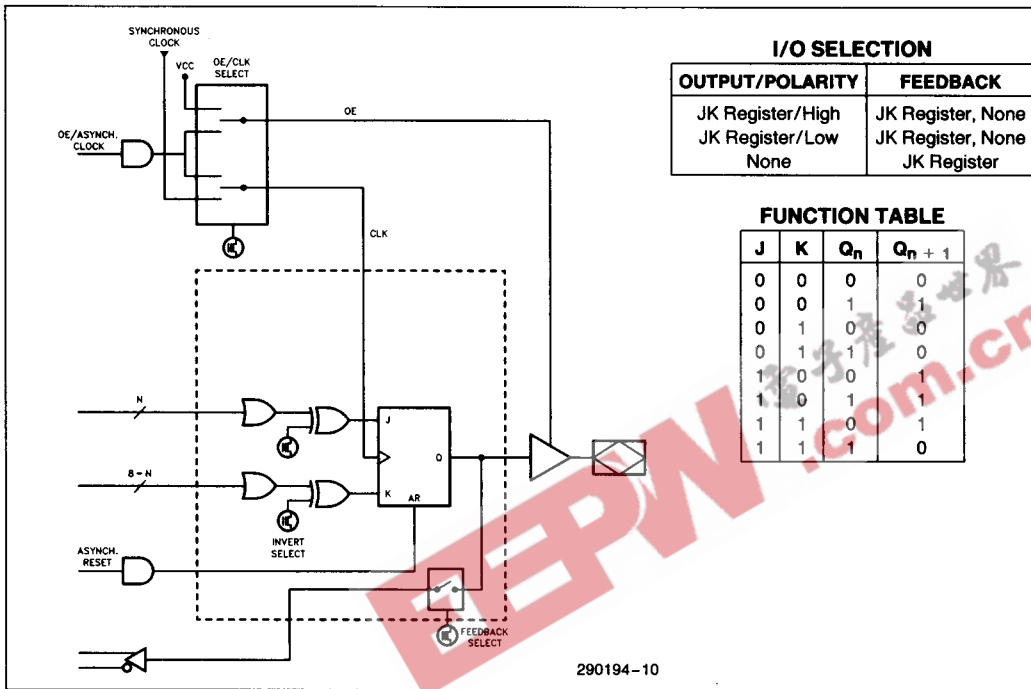 SYNCHRONOUS
CLOCK
VCC
OE/CLK
SELECT
OE
OE/ASYNCH.
CLOCK
CLK
N
J
Q
8-N
K
AR
INVERT
SELECT
ASYNCH.
RESET
FEEDBACK
SELECT
290194-10
I/O SELECTION
OUTPUT/POLARITY FEEDBACK
JK Register/High JK Register, None
JK Register/Low JK Register, None
None JK Register
FUNCTION TABLE
J K Qn Qn + 1
0 0 0 0
0 0 1 1
0 1 0 0
0 1 1 0
1 0 0 1
1 0 1 1
1 1 0 1
1 1 1 0
電子產品世界
EEPW.com.cn